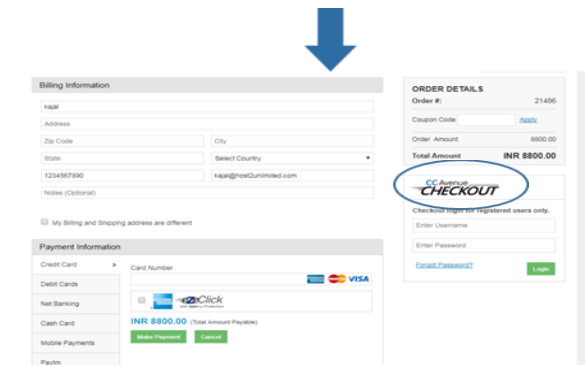 Billing Information
kajal
Address
Zip Code
City
State
Select Country
1234567890
kajal@host2unlimited.com
Notes (Optional)
My Billing and Shipping address are different
Payment Information
Credit Card >
Debit Cards
Net Banking
Cash Card
Mobile Payments
Paytm
Card Number
VISA
ezeClick
INR 8800.00 (Total Amount Payable)
Make Payment
Cancel
ORDER DETAILS
Order #: 21486
Coupon Code Apply
Order Amount 8800.00
Total Amount INR 8800.00
CC Avenue
CHECKOUT
Checkout login for registered users only.
Enter Username
Enter Password
Forgot Password?
Login